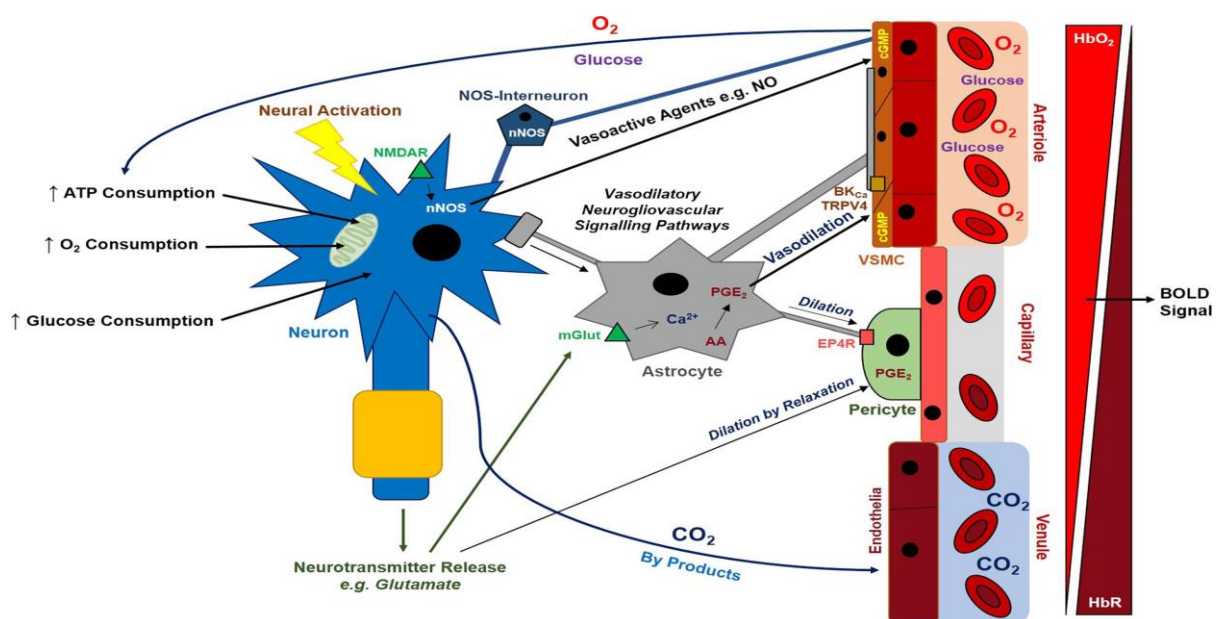 O₂
Glucose
Neural Activation
NOS-Interneuron
nNOS
Vasoactive Agents e.g. NO
NMDAR
nNOS
↑ ATP Consumption
↑ O₂ Consumption
↑ Glucose Consumption
Neuron
Vasodilatory
Neurogliovascular
Signalling Pathways
Vasodilation
PGE₂
Ca²⁺
mGlut
AA
Astrocyte
Dilation
EP4R
PGE₂
Pericyte
Dilation by Relaxation
Neurotransmitter Release
e.g. Glutamate
CO₂
By Products
cGMP
BKCa
TRPV4
cGMP
VSMC
O₂
Glucose
O₂
Glucose
O₂
Arteriole
Capillary
Endothelia
CO₂
CO₂
Venule
HbO₂
BOLD
Signal
HbR